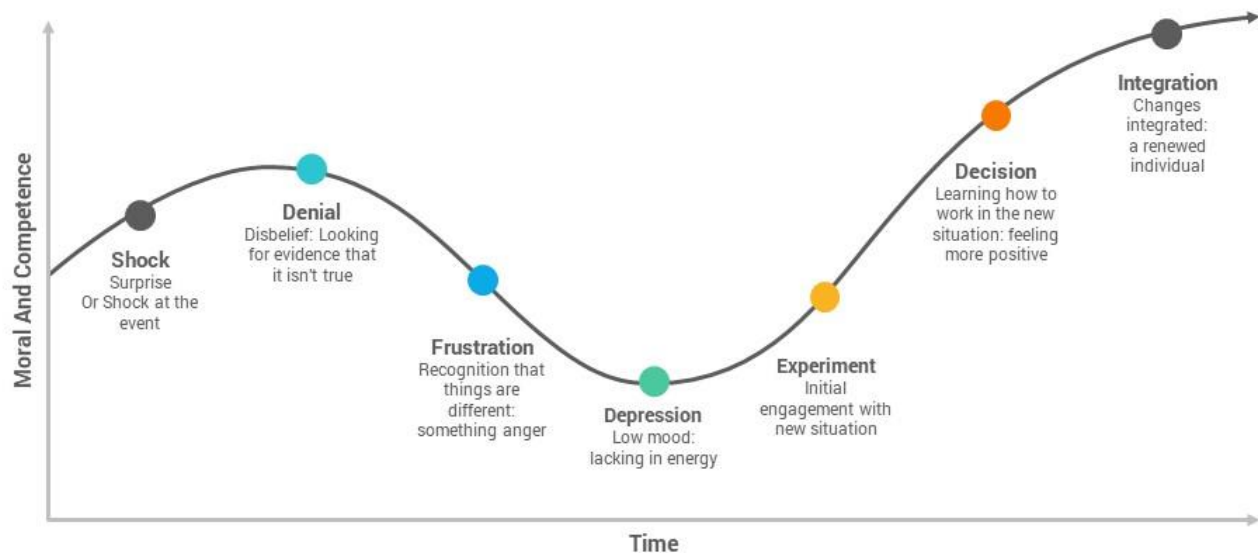 Moral And Competence
Shock
Surprise
Or Shock at the
event
Denial
Disbelief: Looking
for evidence that
it isn't true
Frustration
Recognition that
things are
different:
something anger
Depression
Low mood:
lacking in energy
Experiment
Initial
engagement with
new situation
Decision
Learning how to
work in the new
situation: feeling
more positive
Integration
Changes
integrated:
a renewed
individual
Time